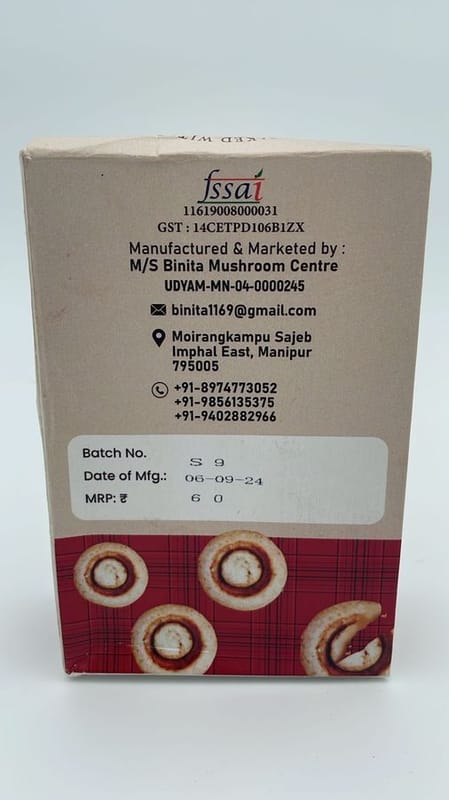 fssai
11619008000031
GST : 14CETPD106B1ZX
Manufactured & Marketed by :
M/S Binita Mushroom Centre
UDYAM-MN-04-0000245
binita1169@gmail.com
Moirangkampu Sajeb
Imphal East, Manipur
795005
+91-8974773052
+91-9856135375
+91-9402882966
Batch No. S 9
Date of Mfg.: 06-09-24
MRP: ₹ 6 0